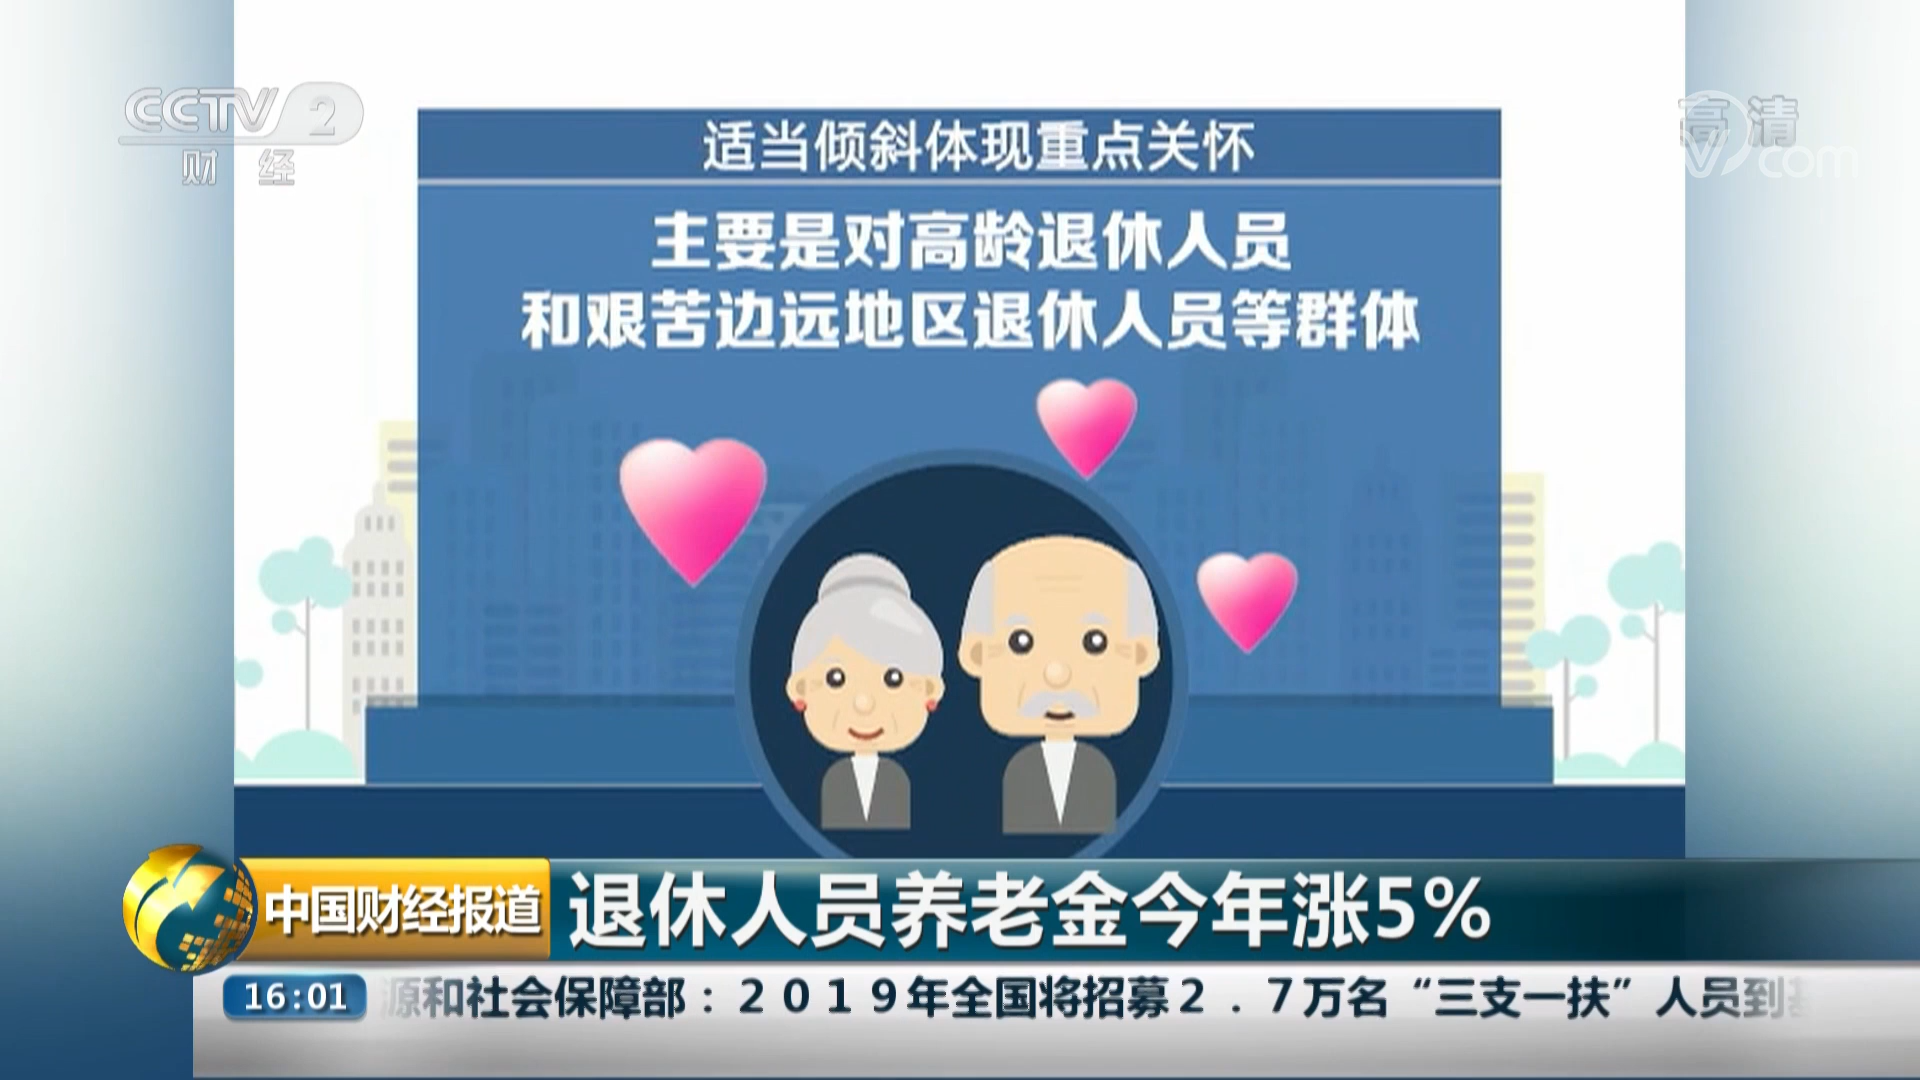 CCTV 2
财 经
高清
com
适当倾斜体现重点关怀
主要是对高龄退休人员
和艰苦边远地区退休人员等群体
中国财经报道
退休人员养老金今年涨5%
16:01
源和社会保障部：2019年全国将招募2.7万名“三支一扶”人员到